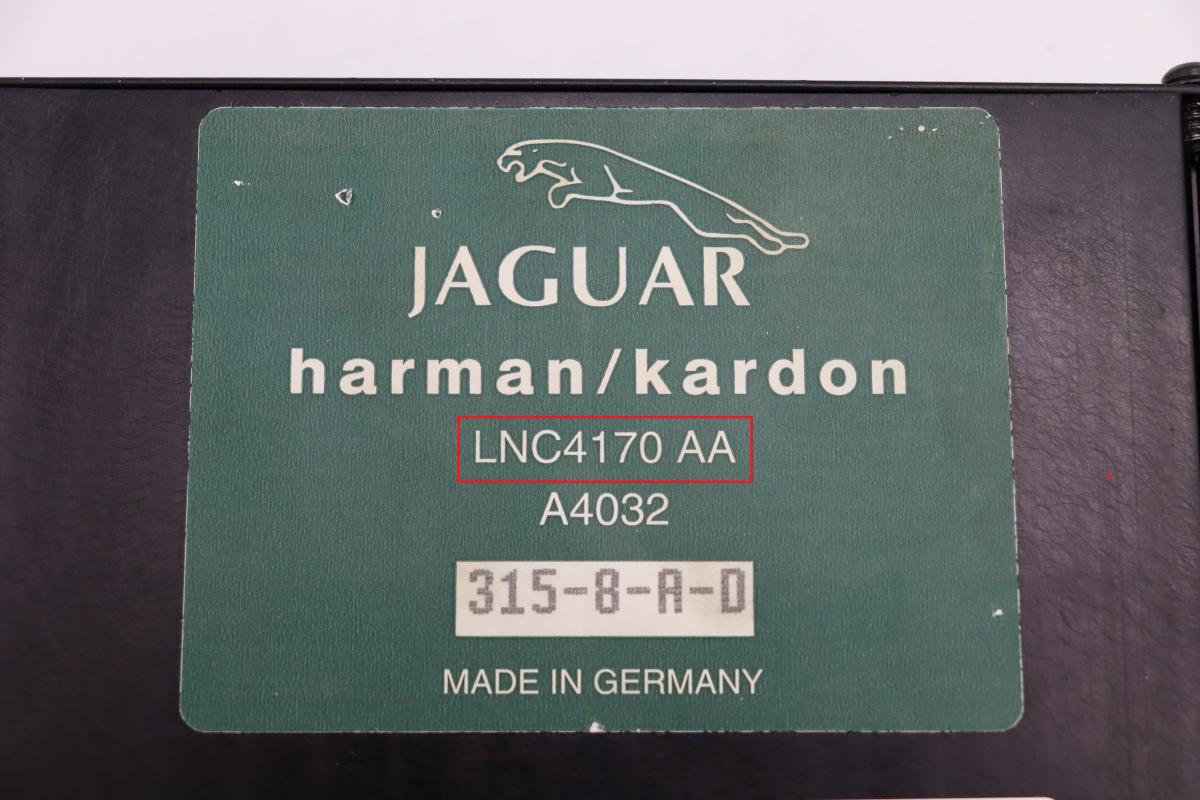 JAGUAR
harman/kardon
LNC4170 AA
A4032
315-8-A-D
MADE IN GERMANY